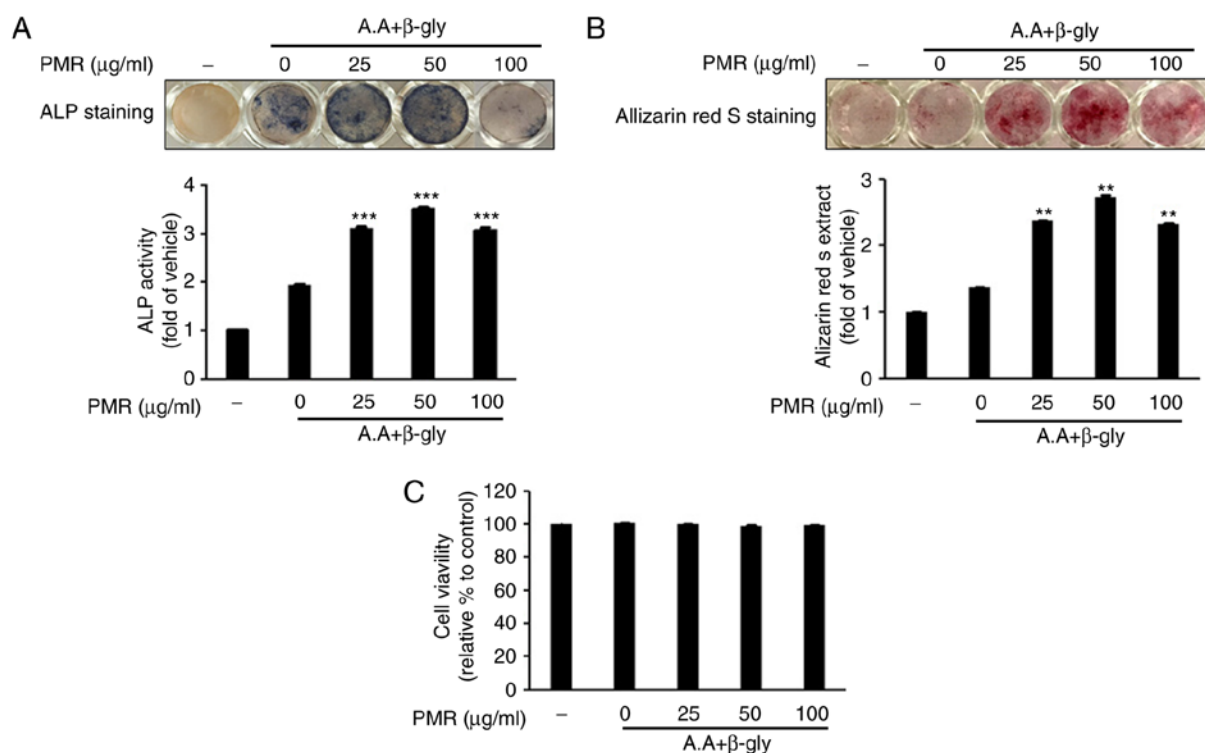 A
A.A+β-gly
PMR (μg/ml) – 0 25 50 100
ALP staining
ALP activity
(fold of vehicle)
4
3
2
1
0
*** *** ***
PMR (μg/ml) – 0 25 50 100
A.A+β-gly
B
A.A+β-gly
PMR (μg/ml) – 0 25 50 100
Allizarin red S staining
Alizarin red s extract
(fold of vehicle)
3
2
1
0
** ** **
PMR (μg/ml) – 0 25 50 100
A.A+β-gly
C
Cell viavility
(relative % to control)
120
100
80
60
40
20
0
PMR (μg/ml) – 0 25 50 100
A.A+β-gly